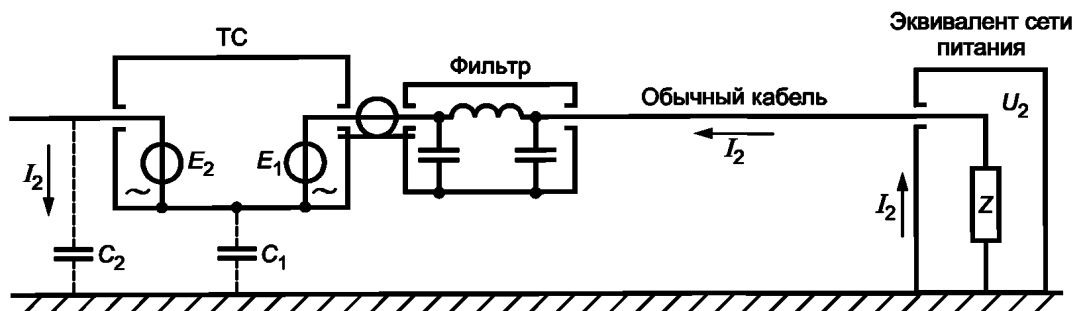 Эквивалент сети
питания
ТС
Фильтр
Обычный кабель
U2
I2
E2
E1
I2
I2
Z
C2
C1